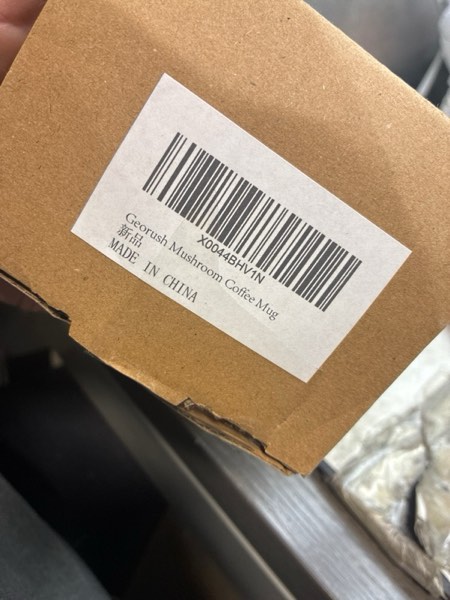 X0044BHV1N
Georush Mushroom Coffee Mug
新品
MADE IN CHINA